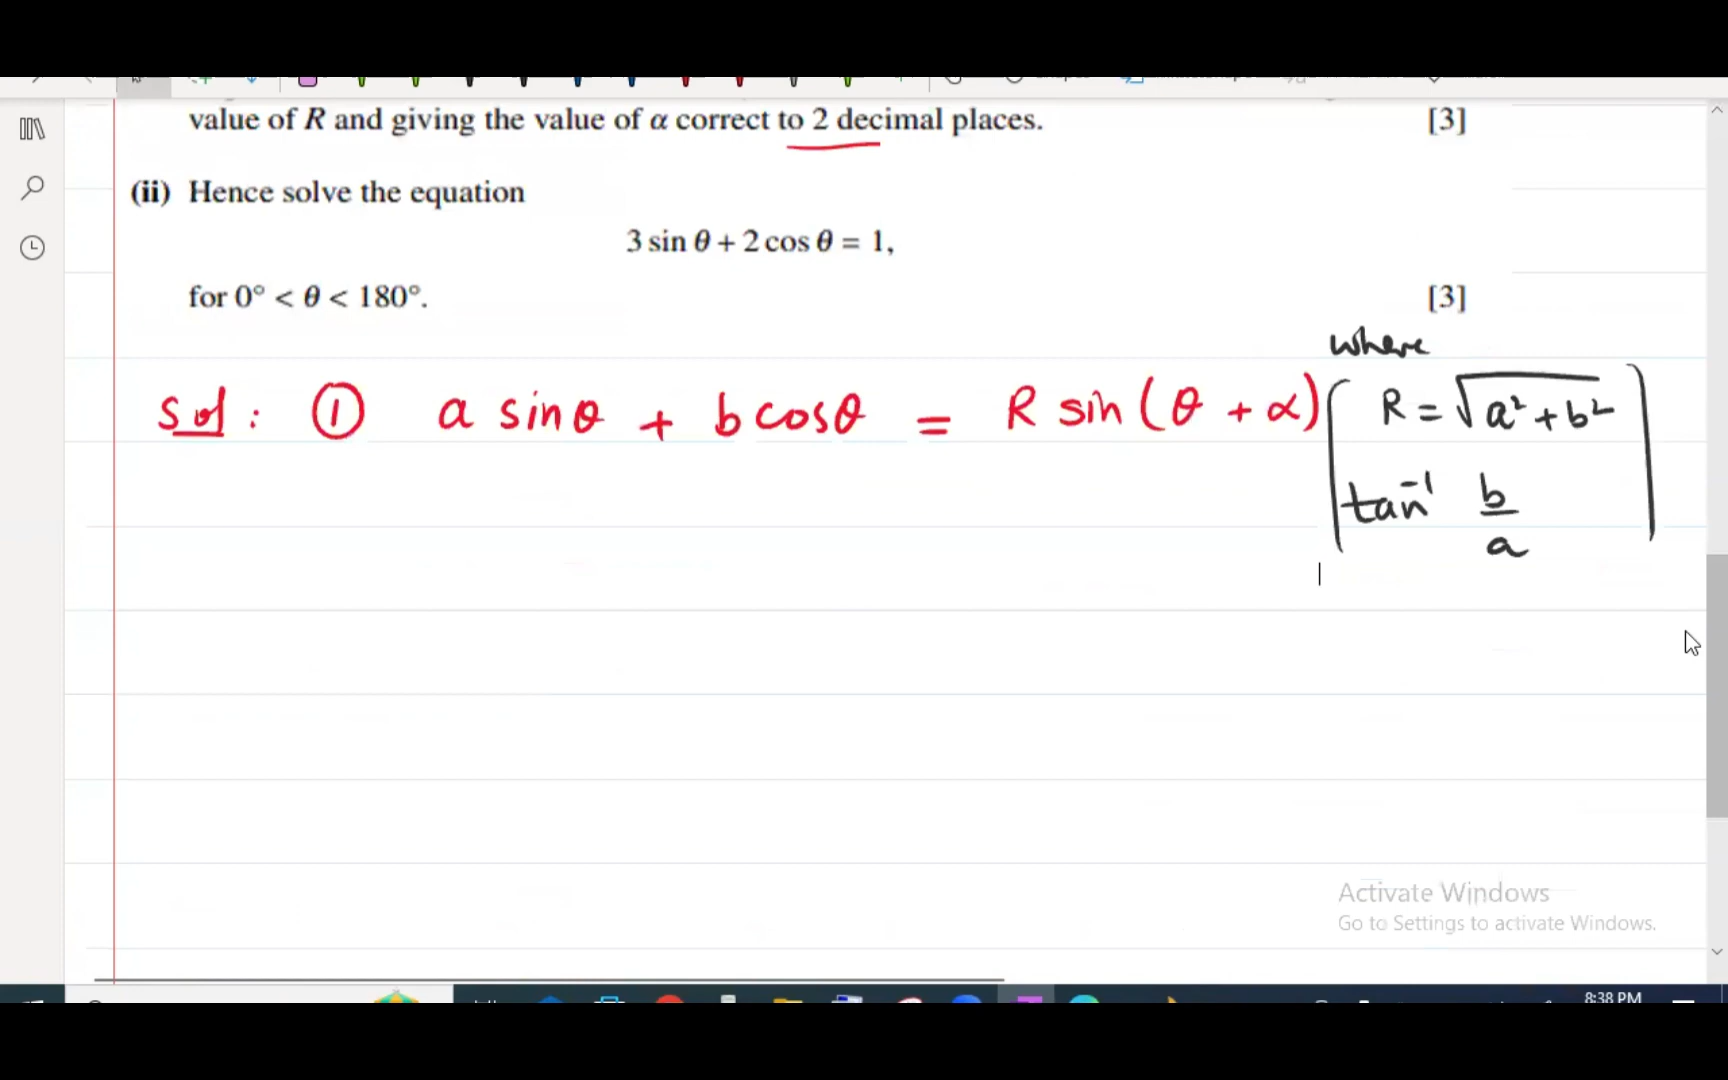 value of R and giving the value of α correct to 2 decimal places. [3]
(ii) Hence solve the equation
3 sin θ + 2 cos θ = 1,
for 0° < θ < 180°. [3]
where
Sol: ① a sinθ + b cosθ = R sin(θ + α) R = √a² + b²
tan⁻¹ b/a
Activate Windows
Go to Settings to activate Windows.
8:38 PM